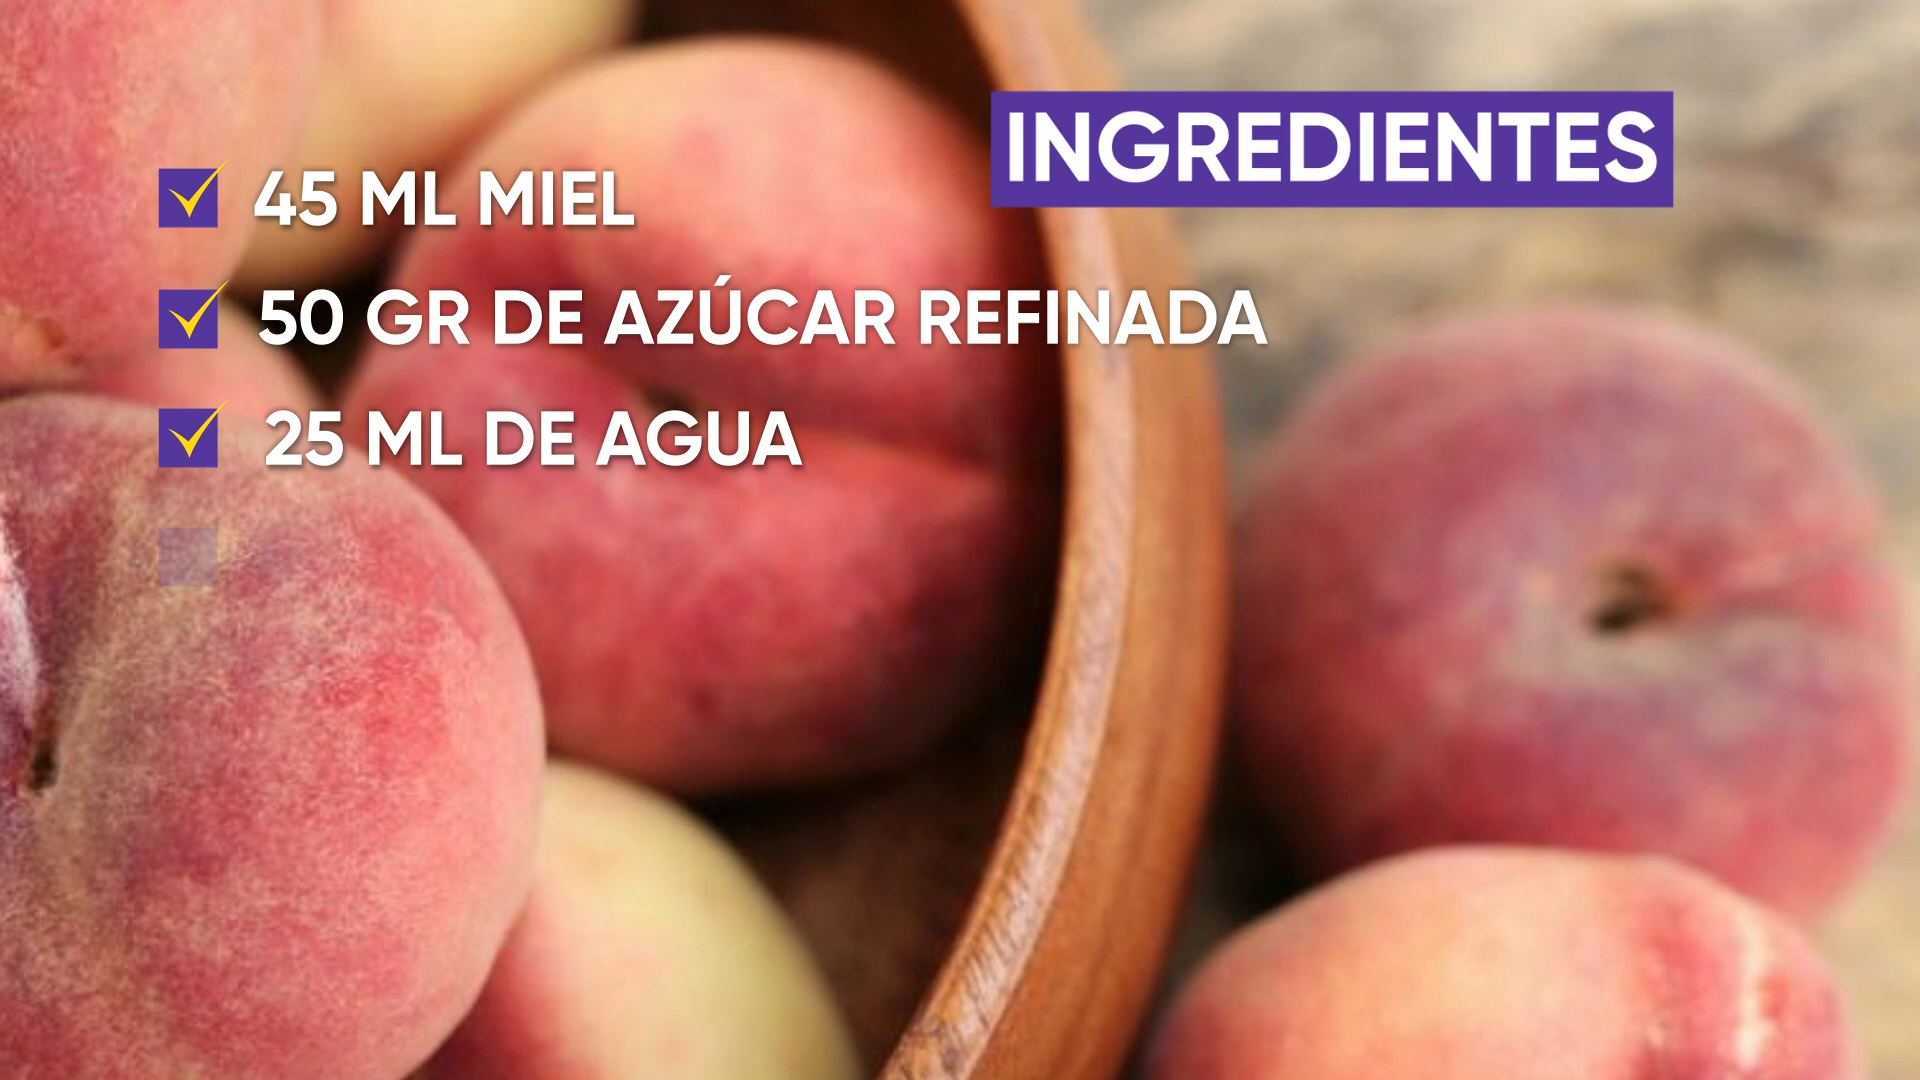 INGREDIENTES
45 ML MIEL
50 GR DE AZÚCAR REFINADA
25 ML DE AGUA